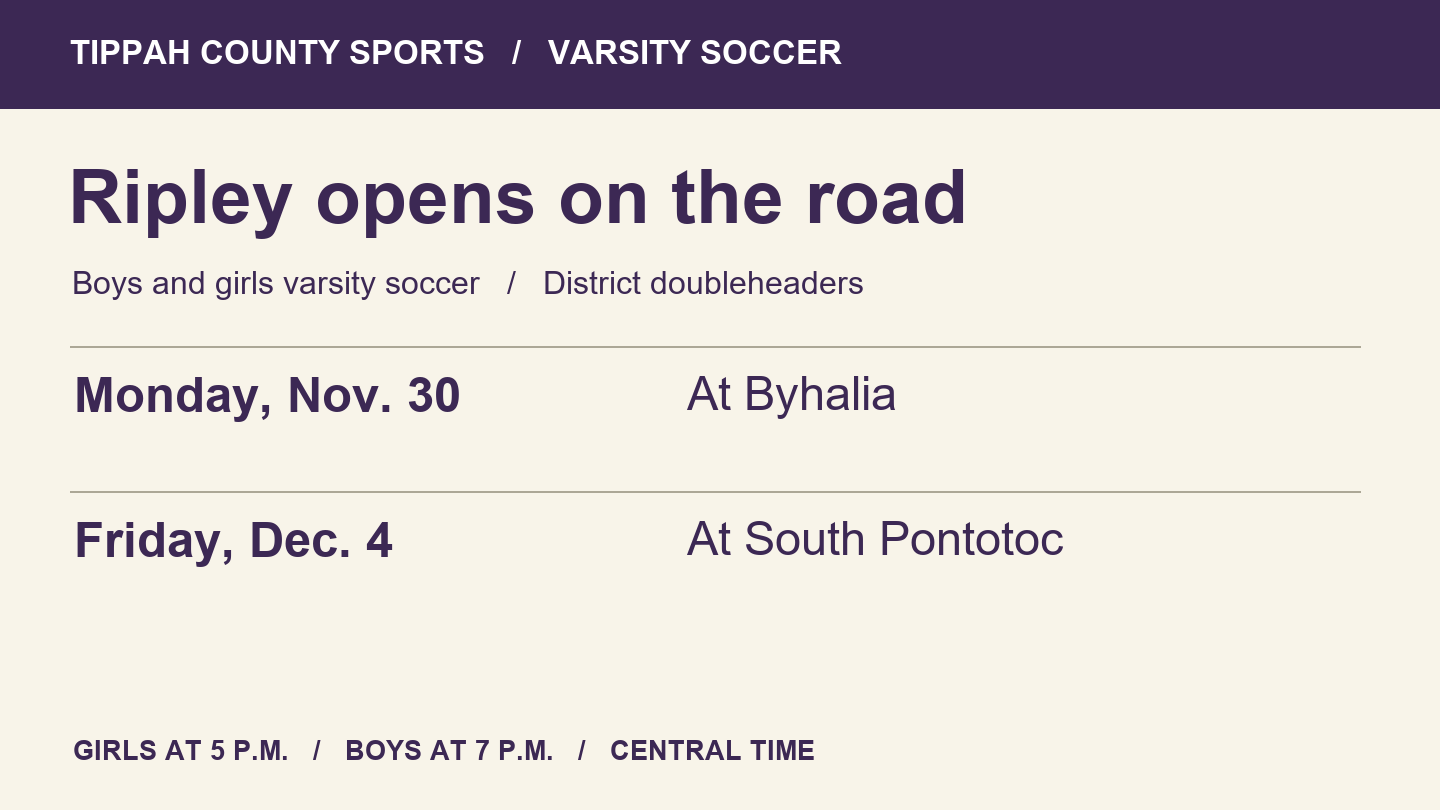 TIPPAH COUNTY SPORTS / VARSITY SOCCER
Ripley opens on the road
Boys and girls varsity soccer / District doubleheaders
Monday, Nov. 30 At Byhalia
Friday, Dec. 4 At South Pontotoc
GIRLS AT 5 P.M. / BOYS AT 7 P.M. / CENTRAL TIME